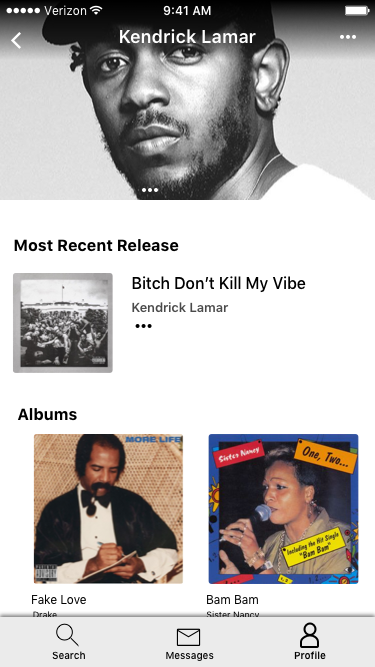 Verizon 9:41 AM
Kendrick Lamar
Most Recent Release
Bitch Don’t Kill My Vibe
Kendrick Lamar
Albums
MORE LIFE
Sister Nancy
One, Two...
Including the Hit Single
"Bam Bam"
Fake Love
Bam Bam
Drake
Sister Nancy
Search
Messages
Profile